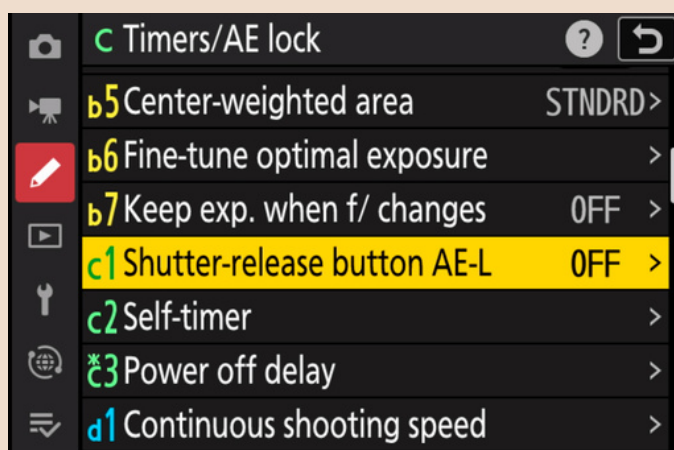 C Timers/AE lock ?
b5 Center-weighted area STNDRD >
b6 Fine-tune optimal exposure >
b7 Keep exp. when f/ changes OFF >
c1 Shutter-release button AE-L OFF >
c2 Self-timer >
*c3 Power off delay >
d1 Continuous shooting speed >